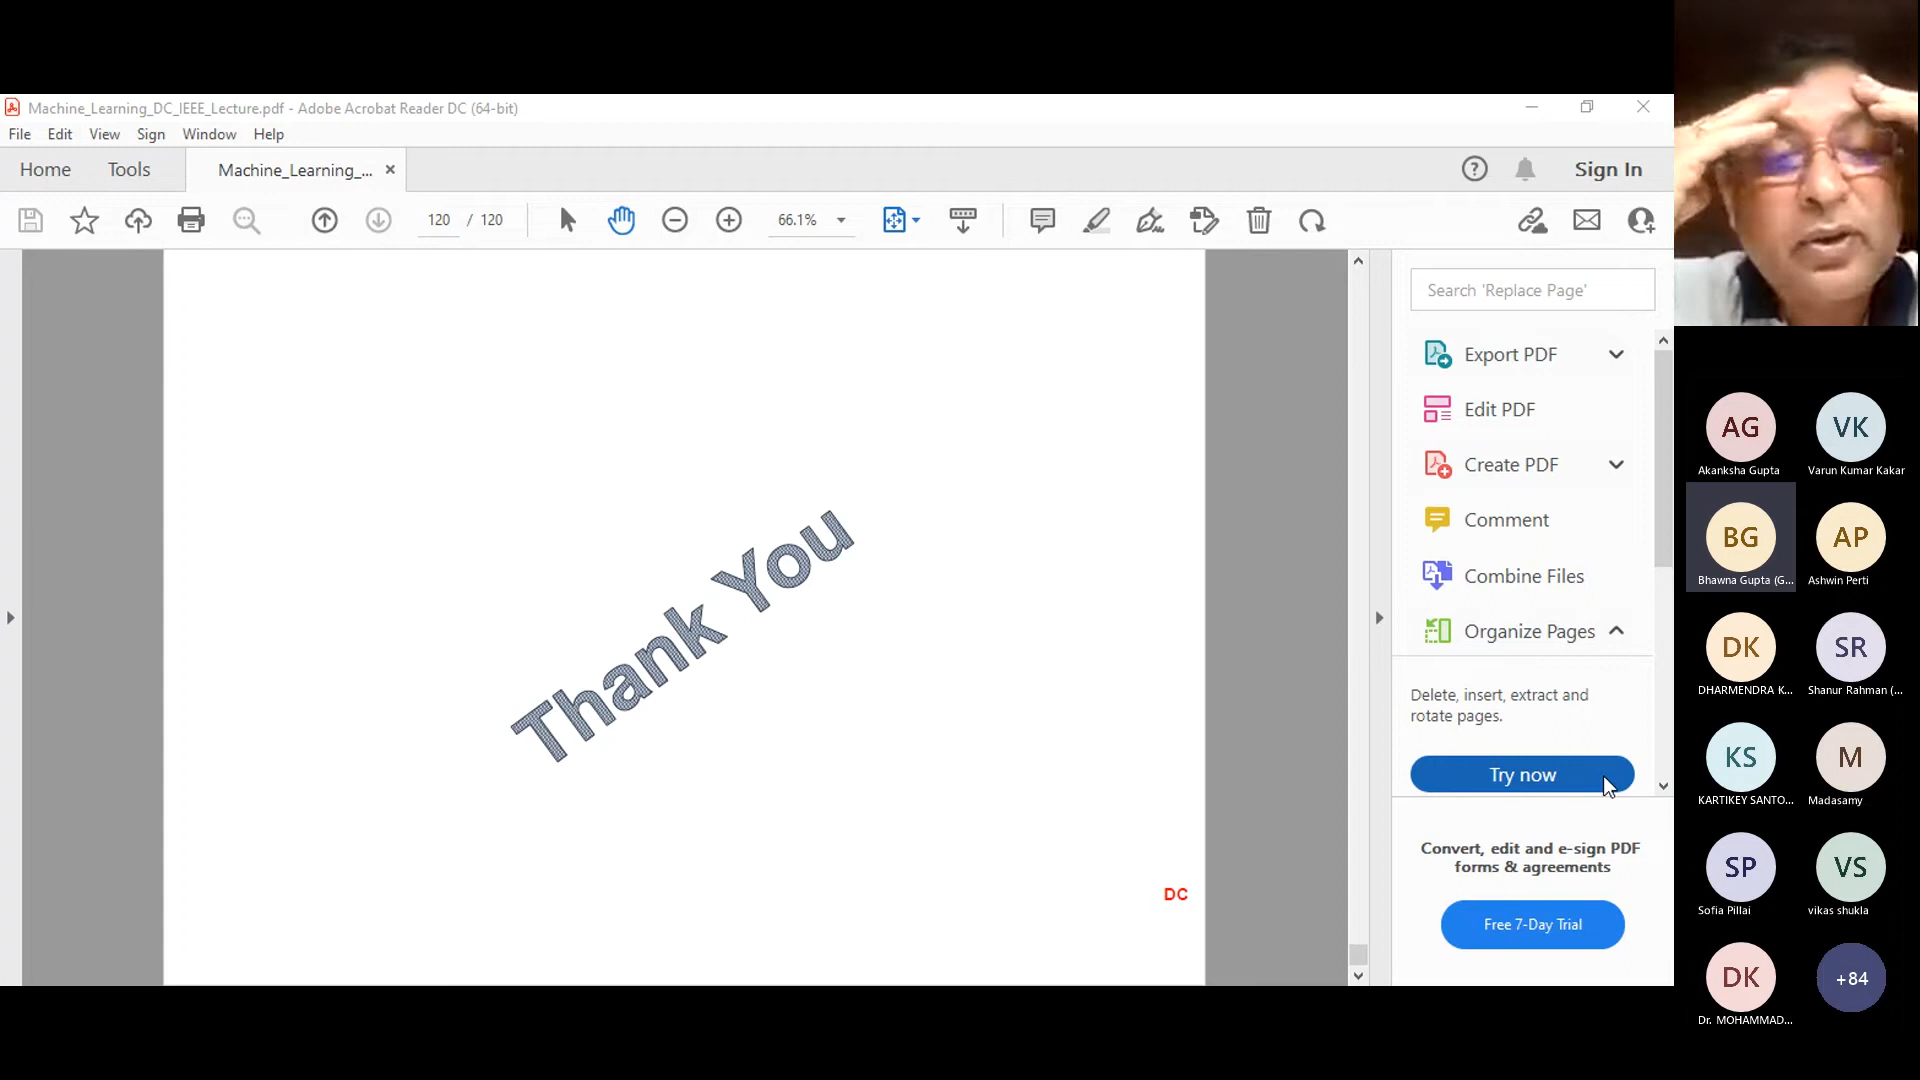 Machine_Learning_DC_IEEE_Lecture.pdf - Adobe Acrobat Reader DC (64-bit)
File Edit View Sign Window Help
Home Tools Machine_Learning_... Sign In
120 / 120 66.1%
Search 'Replace Page'
Export PDF
Edit PDF
Create PDF
Comment
Combine Files
Organize Pages
Delete, insert, extract and
rotate pages.
Try now
Convert, edit and e-sign PDF
forms & agreements
Free 7-Day Trial
Thank You
DC
AG VK
Akanksha Gupta Varun Kumar Kakar
BG AP
Bhawna Gupta (G... Ashwin Perti
DK SR
DHARMENDRA K... Shanur Rahman (...
KS M
KARTIKEY SANTO... Madasamy
SP VS
Sofia Pillai vikas shukla
DK +84
Dr. MOHAMMAD...